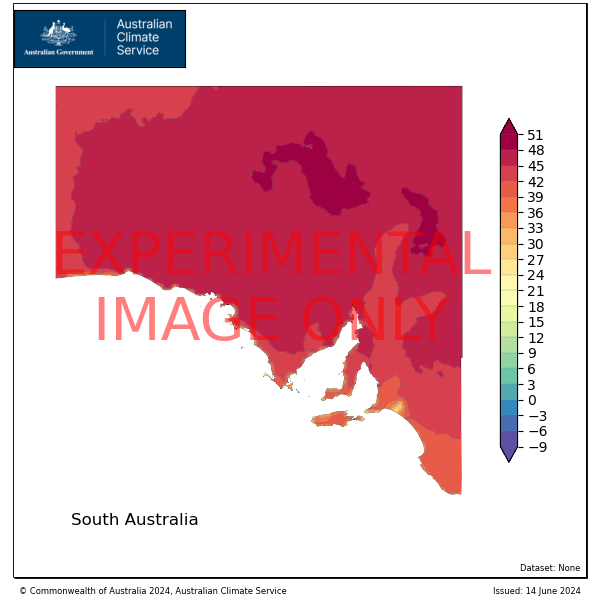 Australian Government
Australian
Climate
Service
EXPERIMENTAL
IMAGE ONLY
51
48
45
42
39
36
33
30
27
24
21
18
15
12
9
6
3
0
−3
−6
−9
South Australia
Dataset: None
© Commonwealth of Australia 2024, Australian Climate Service
Issued: 14 June 2024